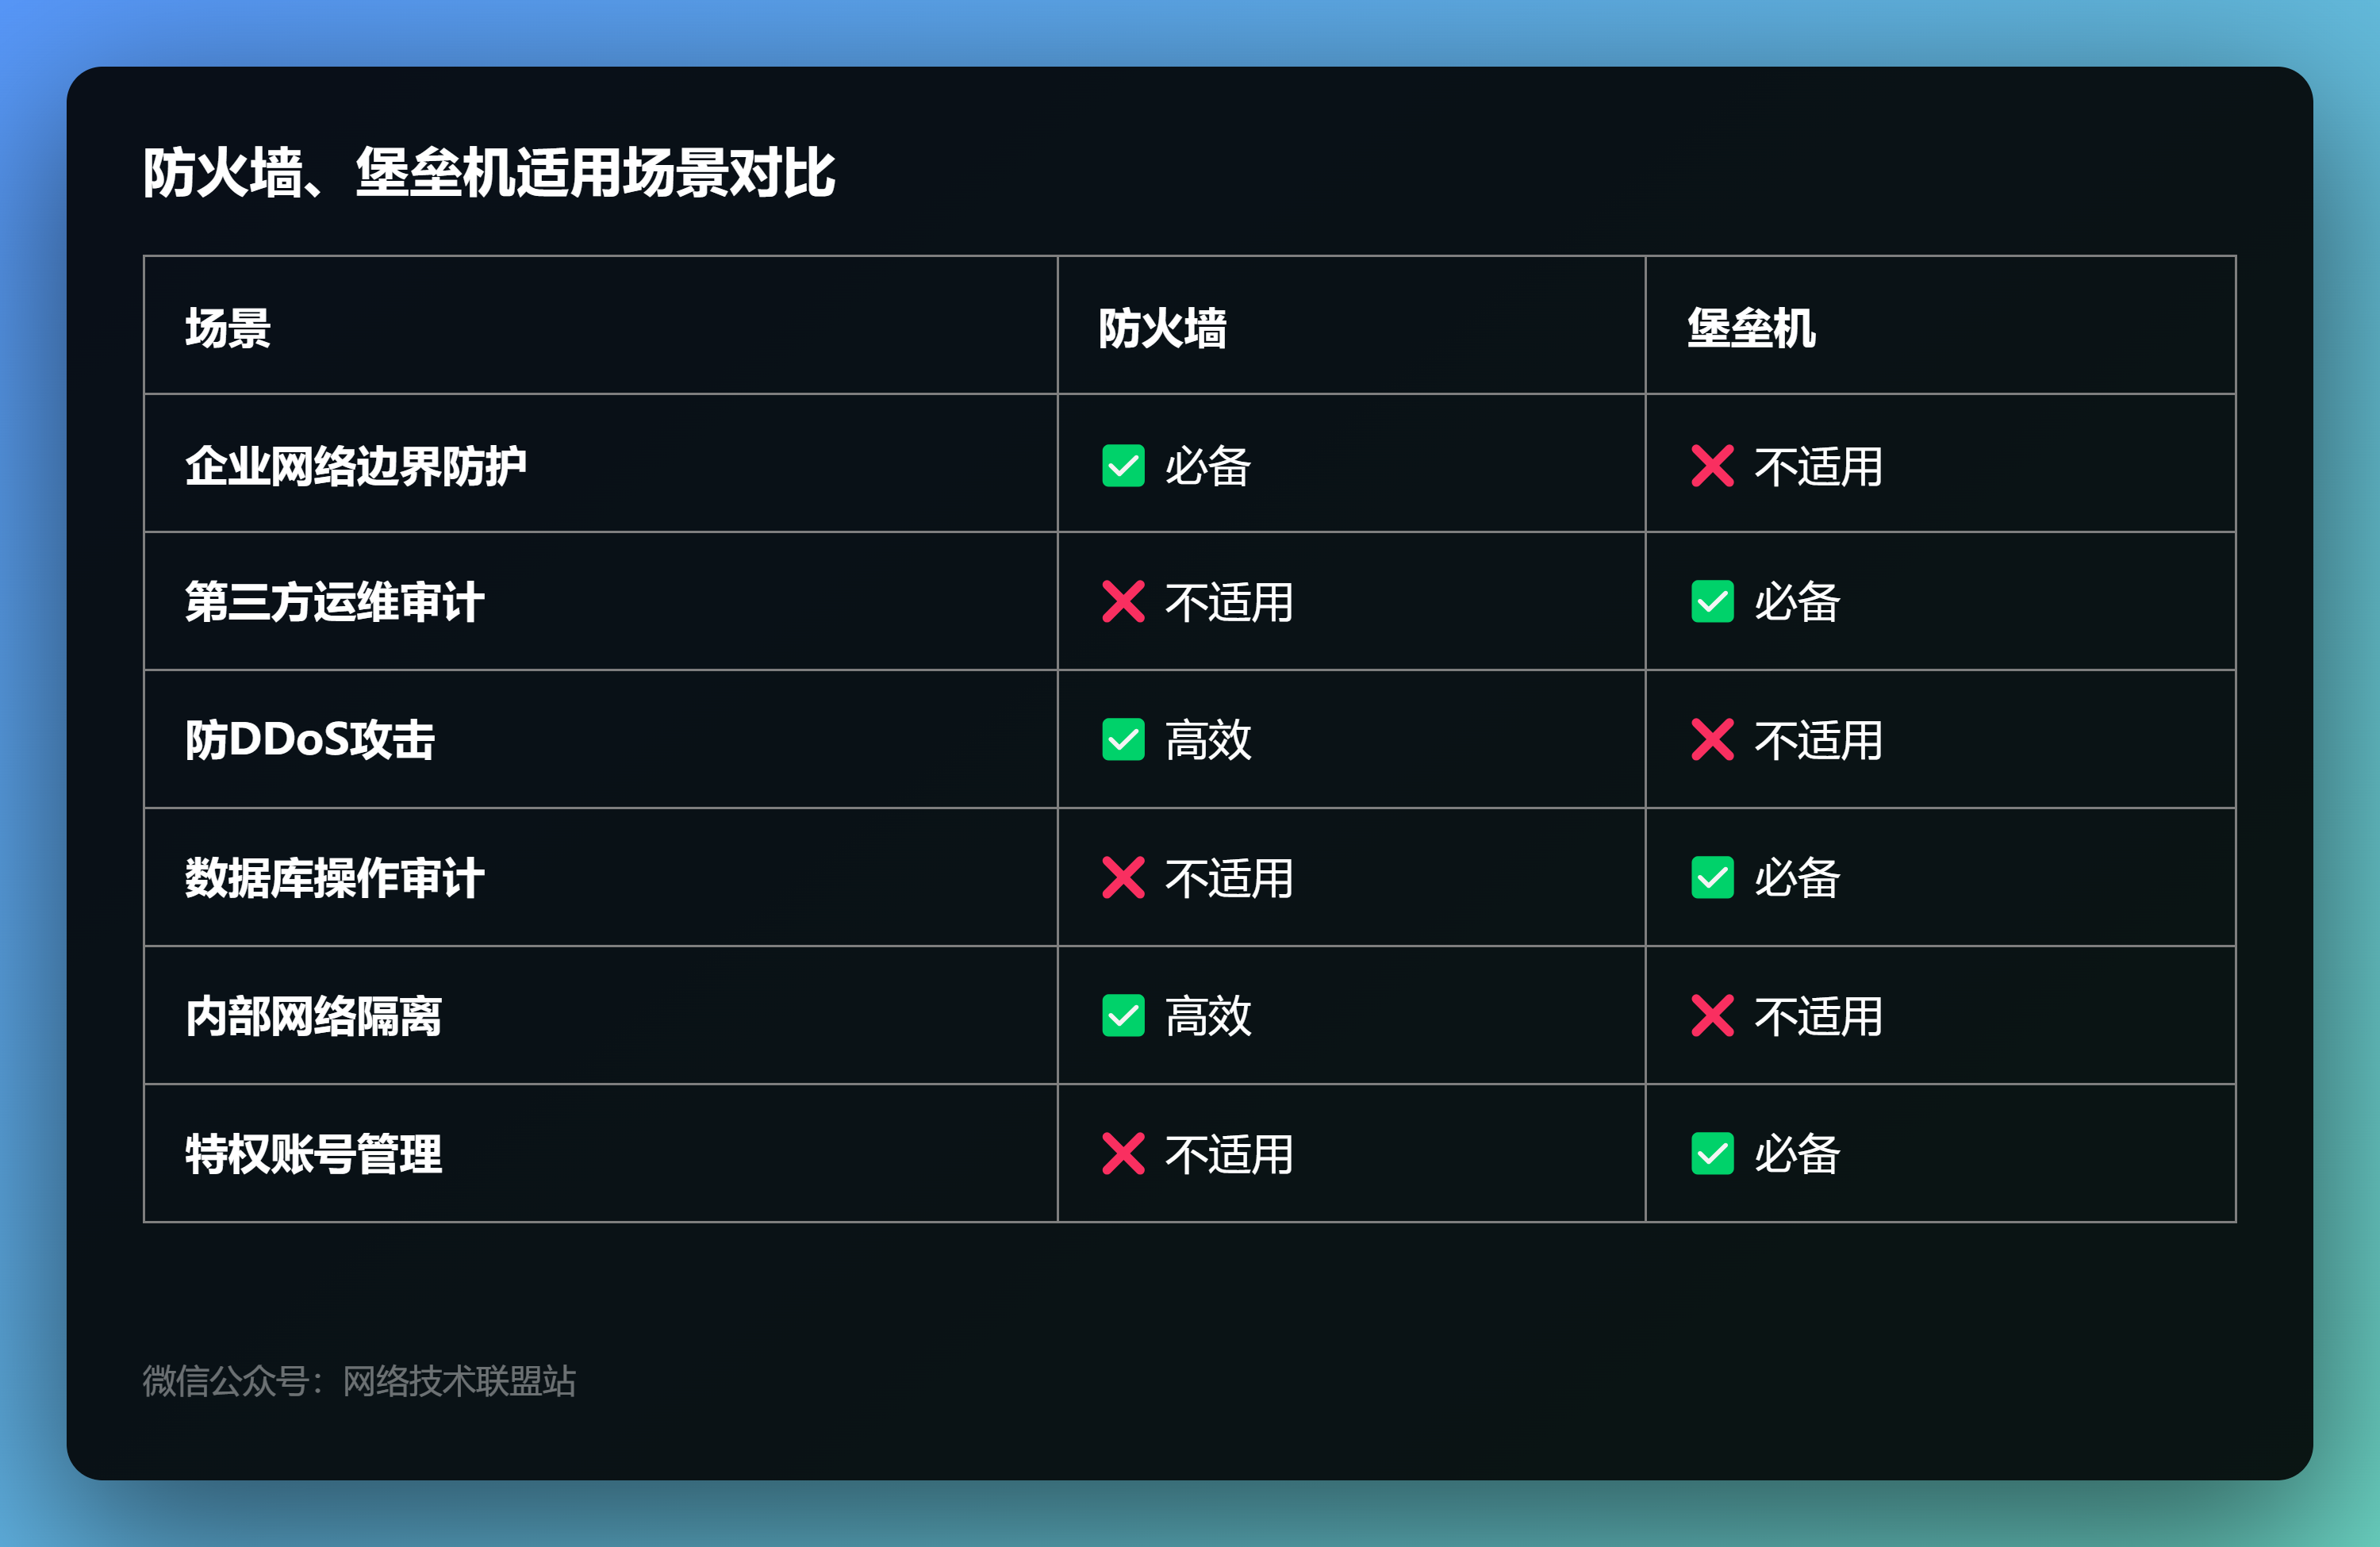 防火墙、堡垒机适用场景对比
场景 防火墙 堡垒机
企业网络边界防护 ✅ 必备 ❌ 不适用
第三方运维审计 ❌ 不适用 ✅ 必备
防DDoS攻击 ✅ 高效 ❌ 不适用
数据库操作审计 ❌ 不适用 ✅ 必备
内部网络隔离 ✅ 高效 ❌ 不适用
特权账号管理 ❌ 不适用 ✅ 必备
微信公众号：网络技术联盟站